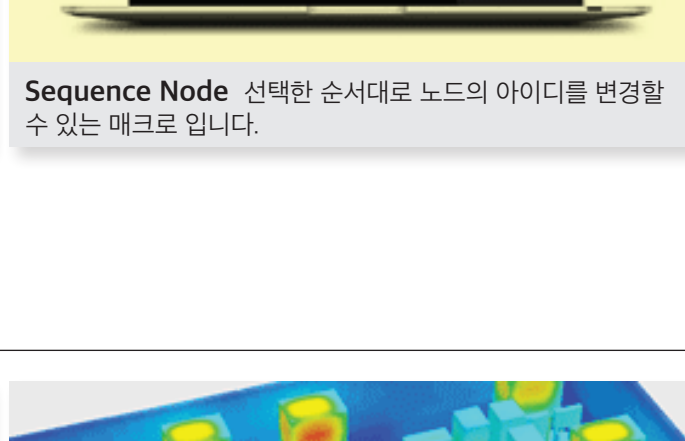 Sequence Node 선택한 순서대로 노드의 아이디를 변경할
수 있는 매크로 입니다.